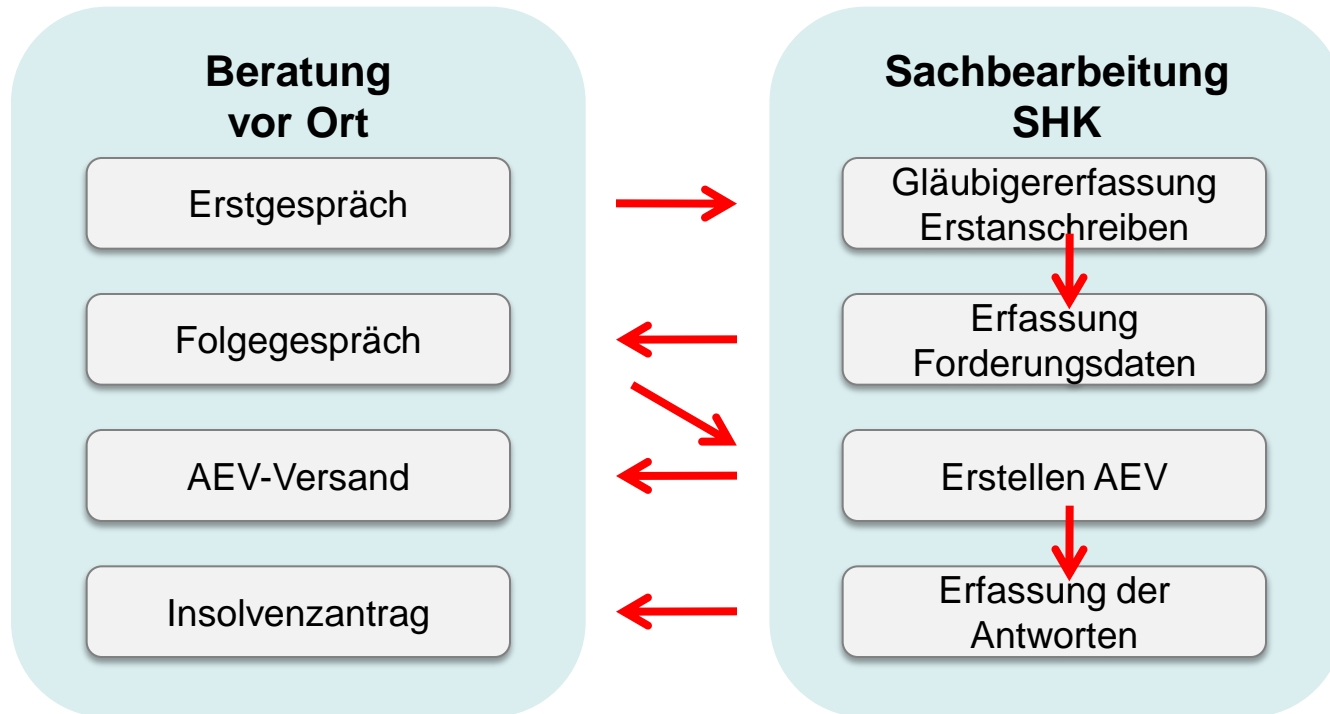 Beratung
vor Ort
Erstgespräch
Folgegespräch
AEV-Versand
Insolvenzantrag
Sachbearbeitung
SHK
Gläubigererfassung
Erstanschreiben
Erfassung
Forderungsdaten
Erstellen AEV
Erfassung der
Antworten